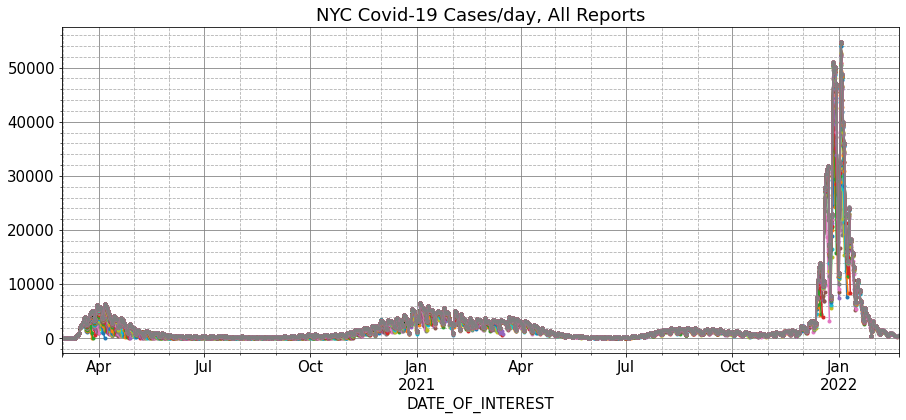 NYC Covid-19 Cases/day, All Reports
50000
40000
30000
20000
10000
0
Apr Jul Oct Jan Apr Jul Oct Jan
2021 2022
DATE_OF_INTEREST